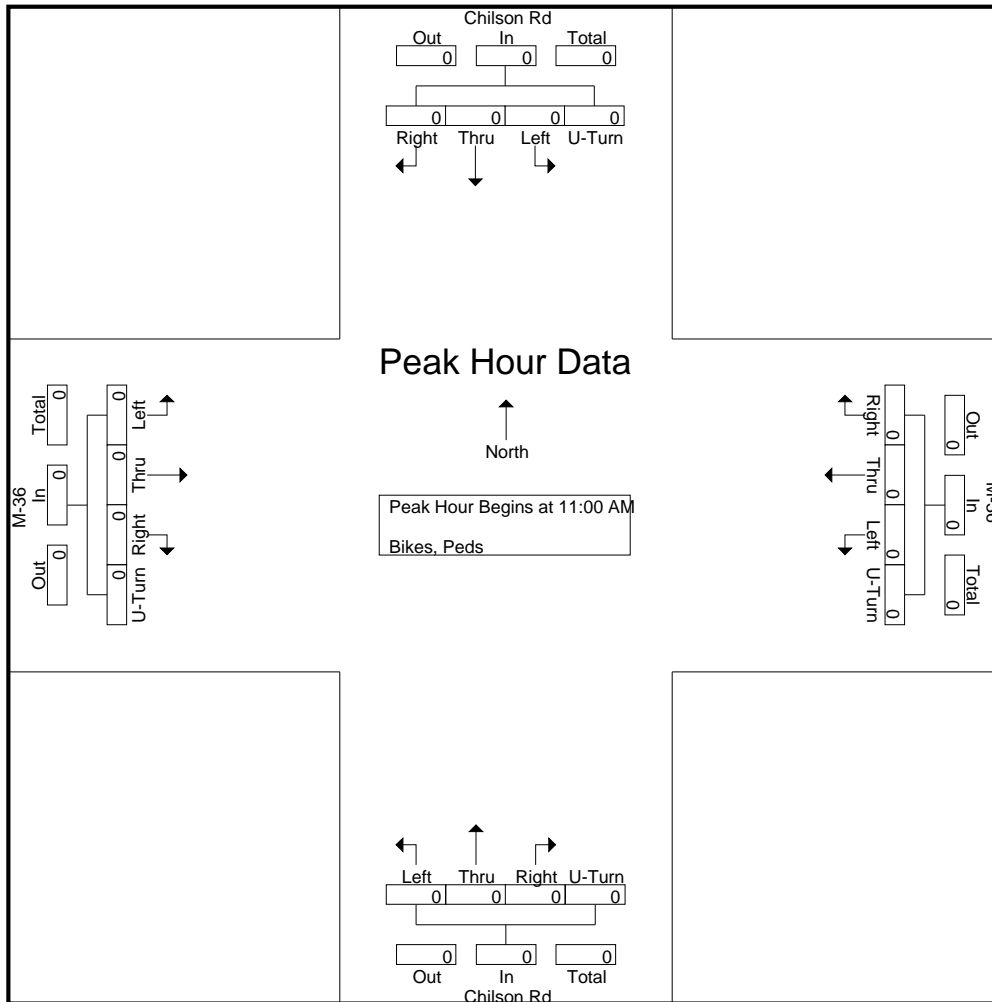 Chilson Rd
Out In Total
0 0 0
0 0 0 0
Right Thru Left U-Turn
Peak Hour Data
North
Peak Hour Begins at 11:00 AM
Bikes, Peds
M-36
Total In Out
0 0 0
0 0 0 0
Left Thru Right U-Turn
Right Thru Left U-Turn
0 0 0 0
0 0 0
Out In Total
M-36
Left Thru Right U-Turn
0 0 0 0
0 0 0
Out In Total
Chilson Rd